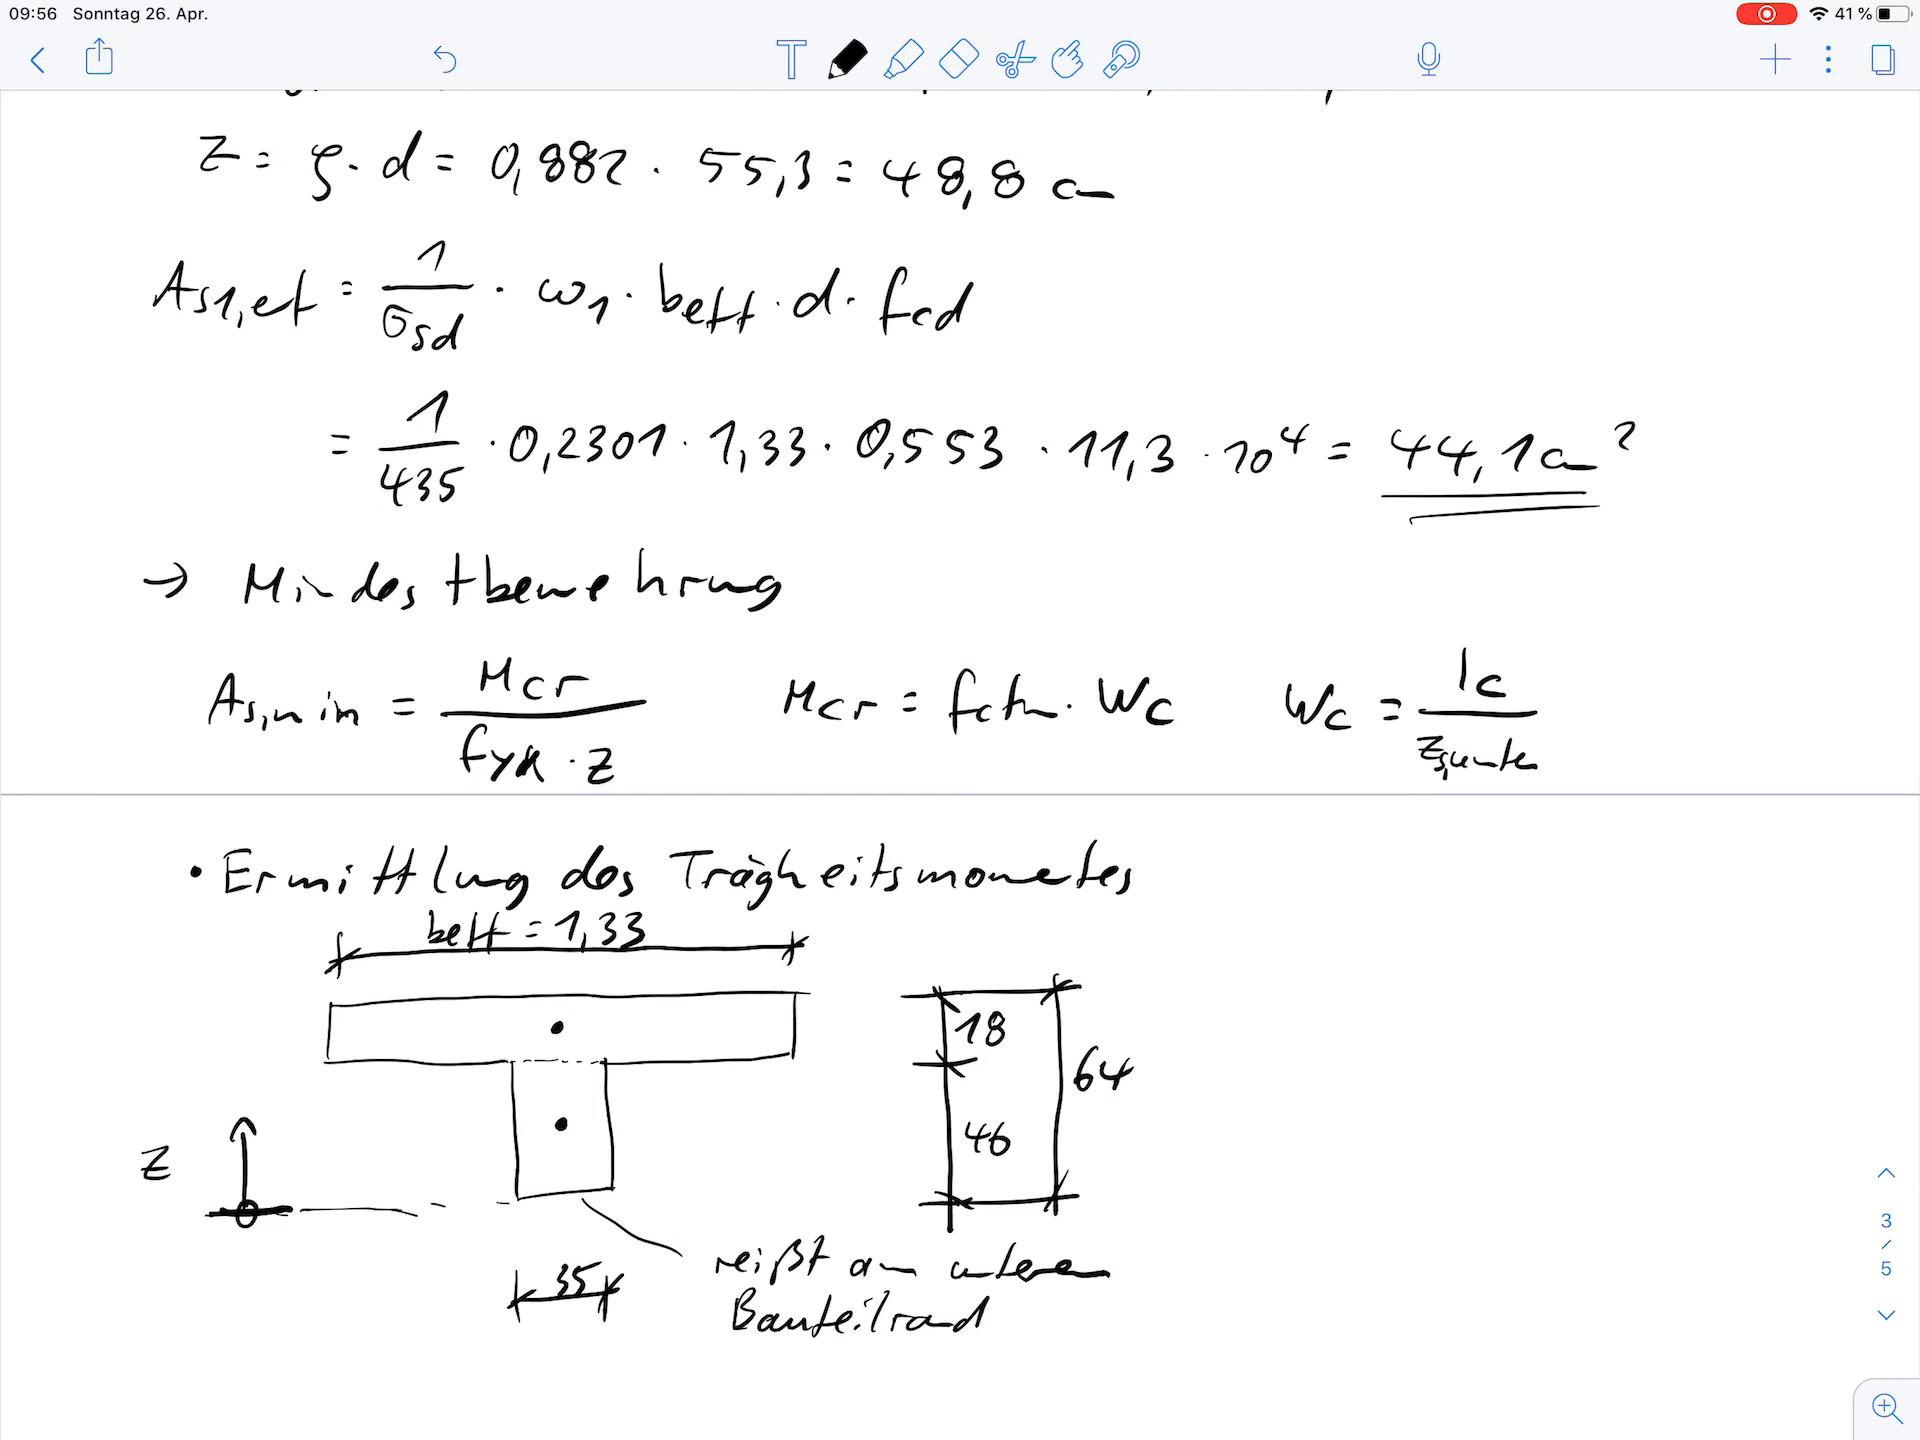 09:56 Sonntag 26. Apr.
41 %
z = ζ · d = 0,882 · 55,3 = 48,8 cm
As1,erf = 1/σsd · ω1 · beff · d · fcd
= 1/435 · 0,2301 · 1,33 · 0,553 · 11,3 · 10⁴ = 44,1 cm²
→ Mindestbewehrung
As,min = Mcr/(fyk · z) Mcr = fctm · Wc Wc = Ic/zs,unten
• Ermittlung des Trägheitsmomentes
beff = 1,33
18
64
46
z
35
reißt am unteren
Bauteilrand
3
/
5